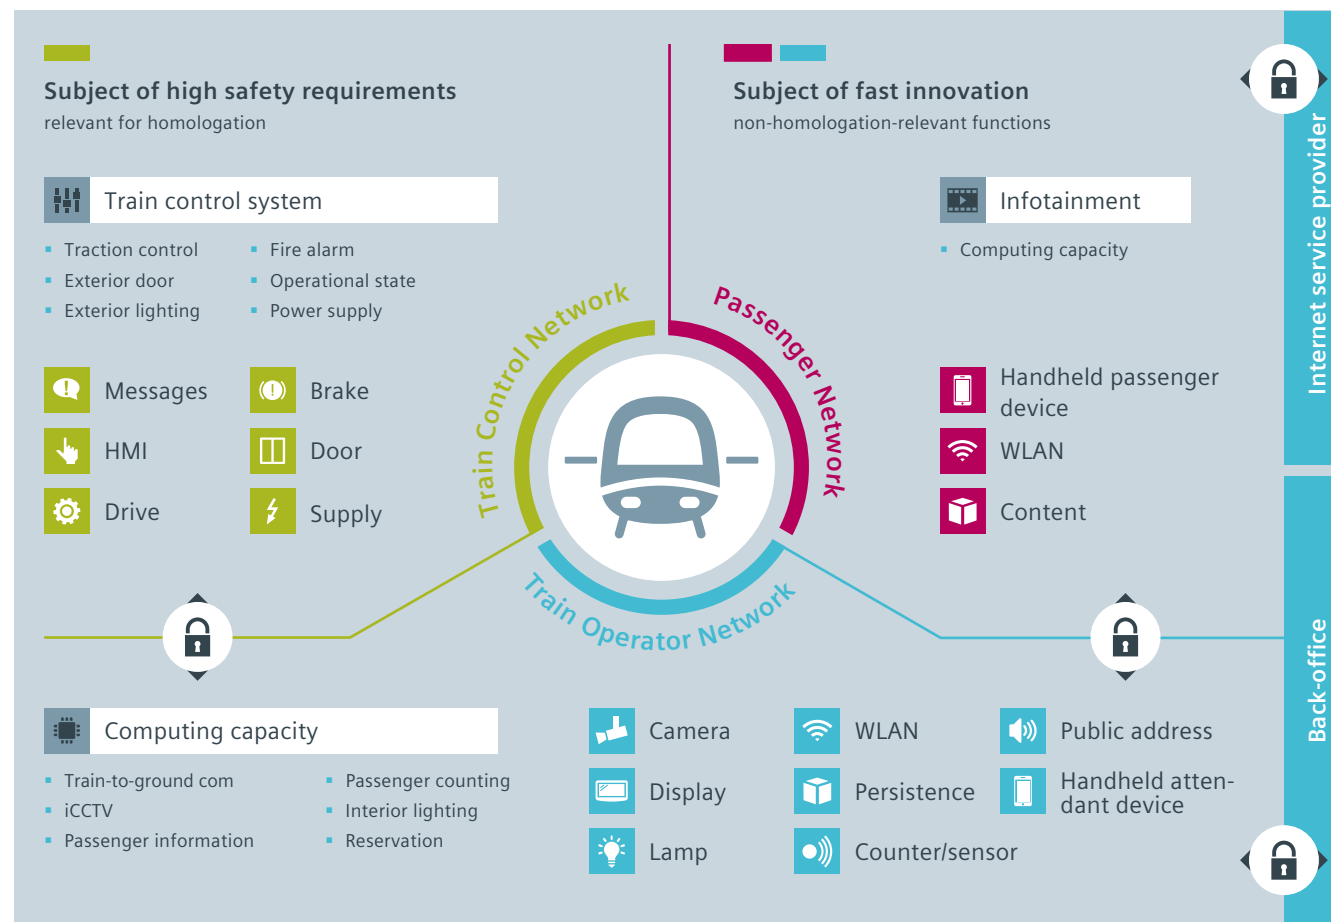 Subject of high safety requirements
relevant for homologation
Subject of fast innovation
non-homologation-relevant functions
Train control system
Traction control
Exterior door
Exterior lighting
Fire alarm
Operational state
Power supply
Messages
HMI
Drive
Brake
Door
Supply
Train Control Network
Passenger Network
Train Operator Network
Infotainment
Computing capacity
Handheld passenger
device
WLAN
Content
Internet service provider
Back-office
Computing capacity
Train-to-ground com
iCCTV
Passenger information
Passenger counting
Interior lighting
Reservation
Camera
Display
Lamp
WLAN
Persistence
Counter/sensor
Public address
Handheld atten-
dant device